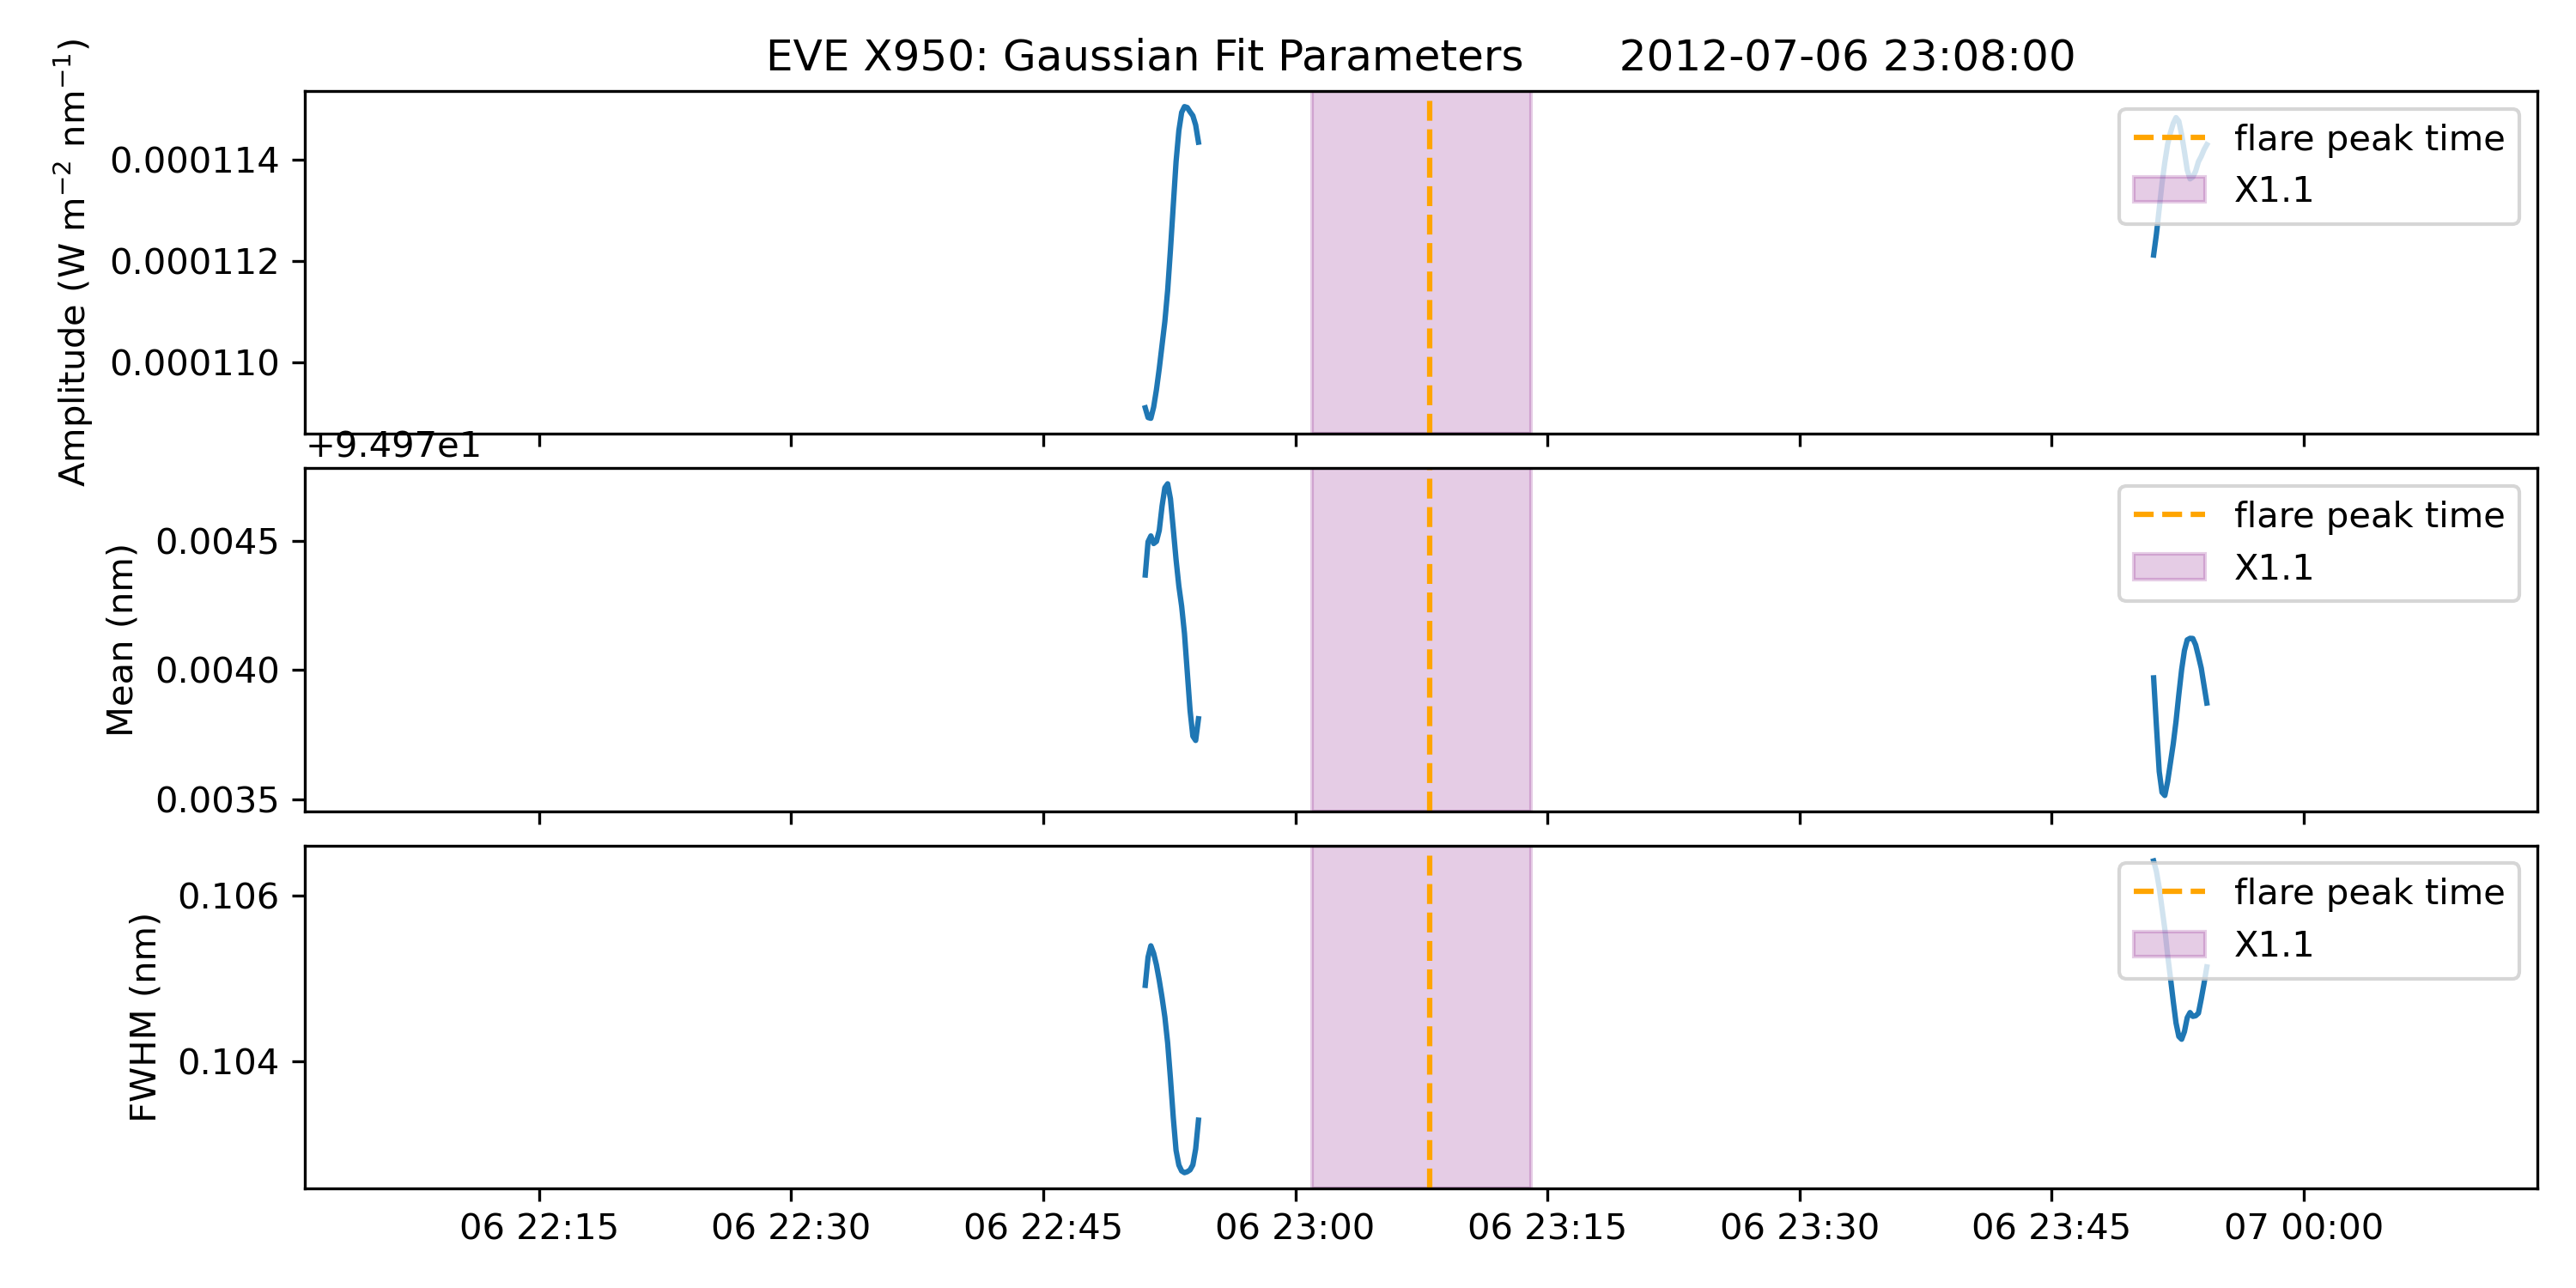 EVE X950: Gaussian Fit Parameters 2012-07-06 23:08:00
Amplitude (W m⁻² nm⁻¹)
0.000114
0.000112
0.000110
flare peak time
X1.1
+9.497e1
Mean (nm)
0.0045
0.0040
0.0035
flare peak time
X1.1
FWHM (nm)
0.106
0.104
flare peak time
X1.1
06 22:15 06 22:30 06 22:45 06 23:00 06 23:15 06 23:30 06 23:45 07 00:00